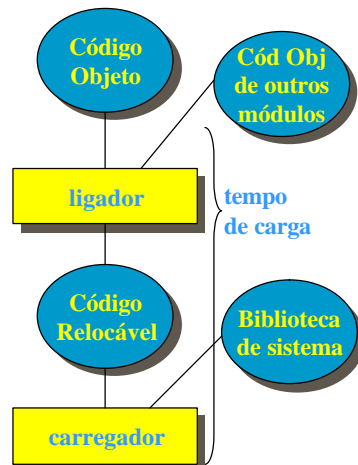 Código
Objeto
Cód Obj
de outros
módulos
ligador
tempo
de carga
Código
Relocável
Biblioteca
de sistema
carregador